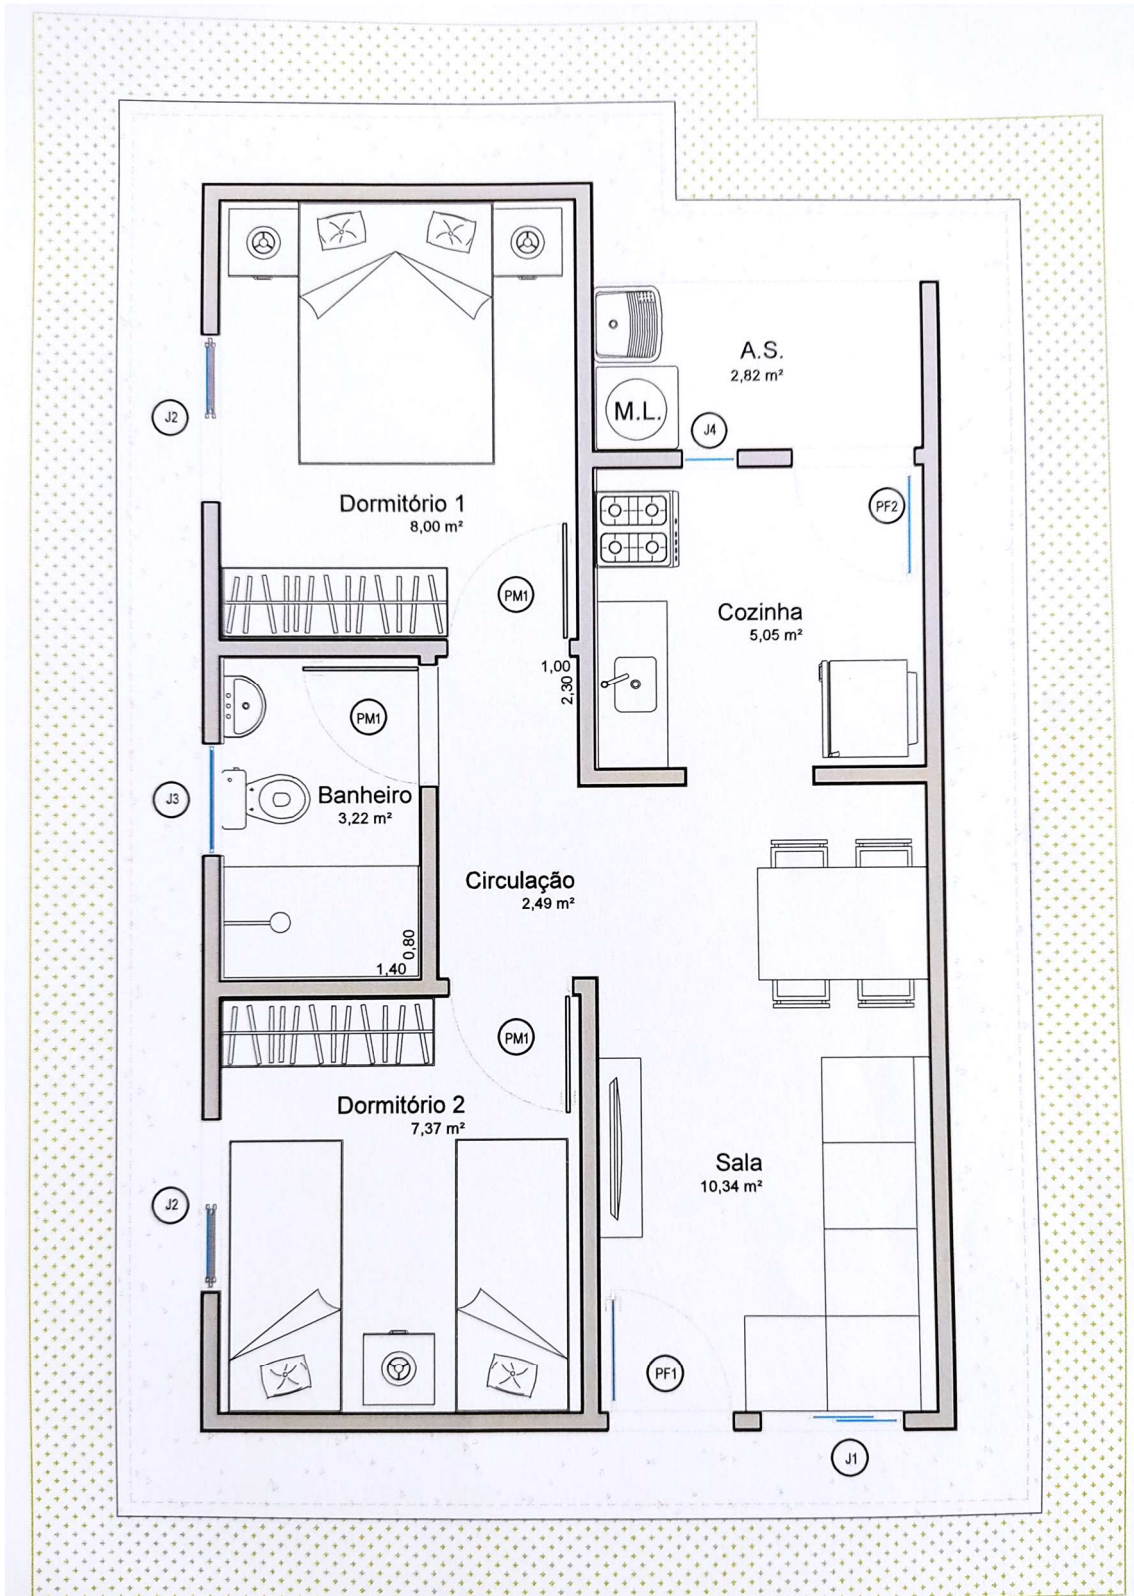 A.S.
2,82 m²
M.L.
J2
J4
Dormitório 1
8,00 m²
PF2
PM1
Cozinha
5,05 m²
1,00
2,30
PM1
J3
Banheiro
3,22 m²
Circulação
2,49 m²
0,80
1,40
PM1
Dormitório 2
7,37 m²
Sala
10,34 m²
J2
PF1
J1